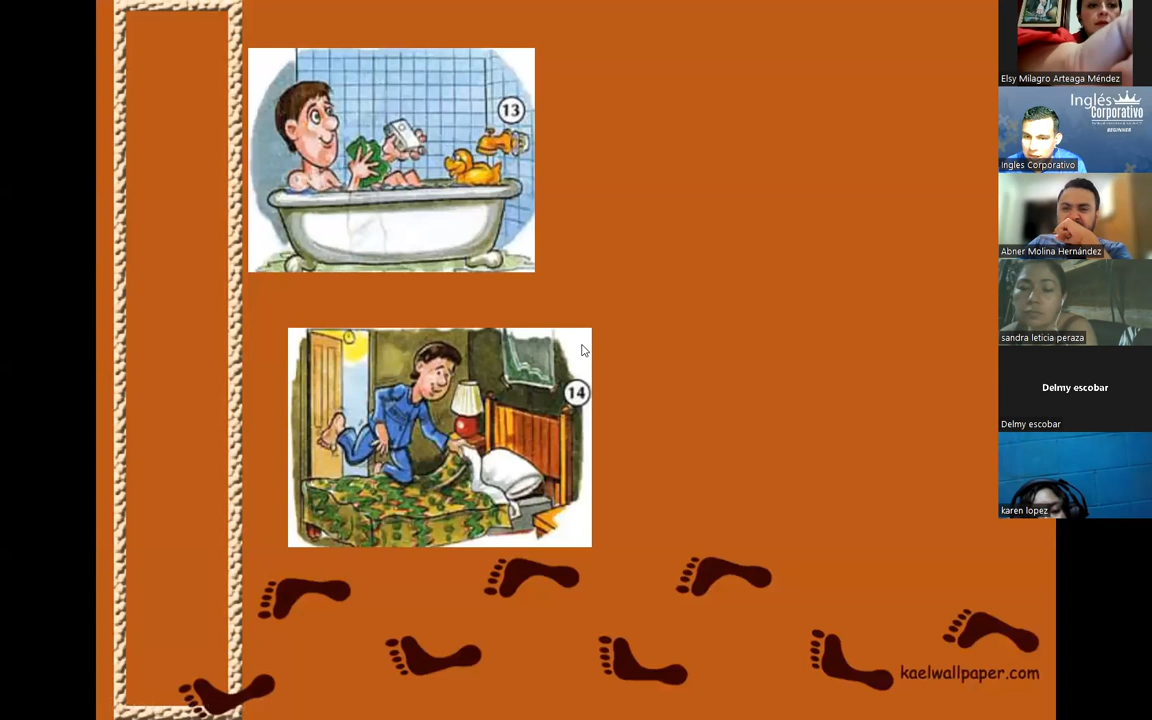 13
14
kaelwallpaper.com
Elsy Milagro Arteaga Méndez
Inglés
Corporativo
BEGINNER
Ingles Corporativo
Abner Molina Hernández
sandra leticia peraza
Delmy escobar
Delmy escobar
karen lopez